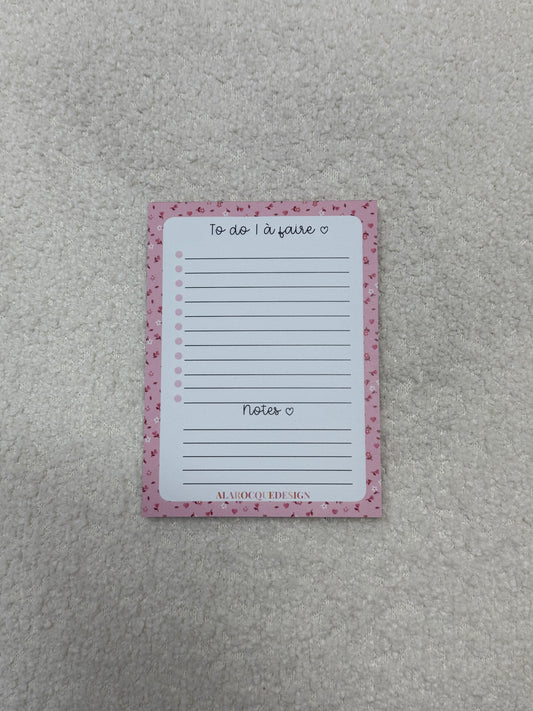 To do | à faire ♡
Notes ♡
ALAROCQUEDESIGN